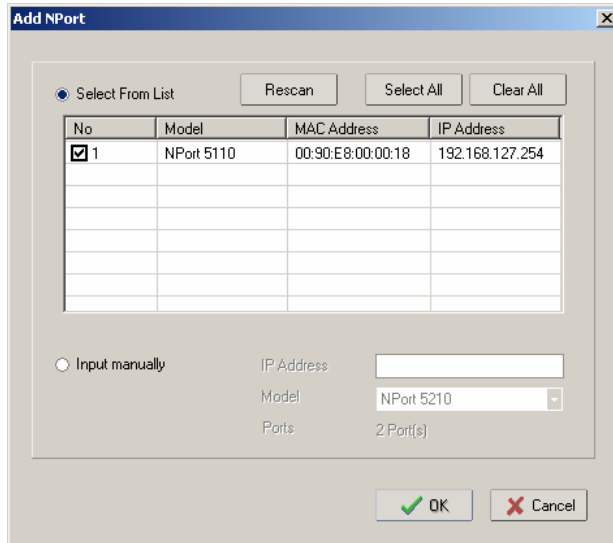 Add NPort
Select From List Rescan Select All Clear All
No Model MAC Address IP Address
1 NPort 5110 00:90:E8:00:00:18 192.168.127.254
Input manually IP Address
Model NPort 5210
Ports 2 Port(s)
OK Cancel